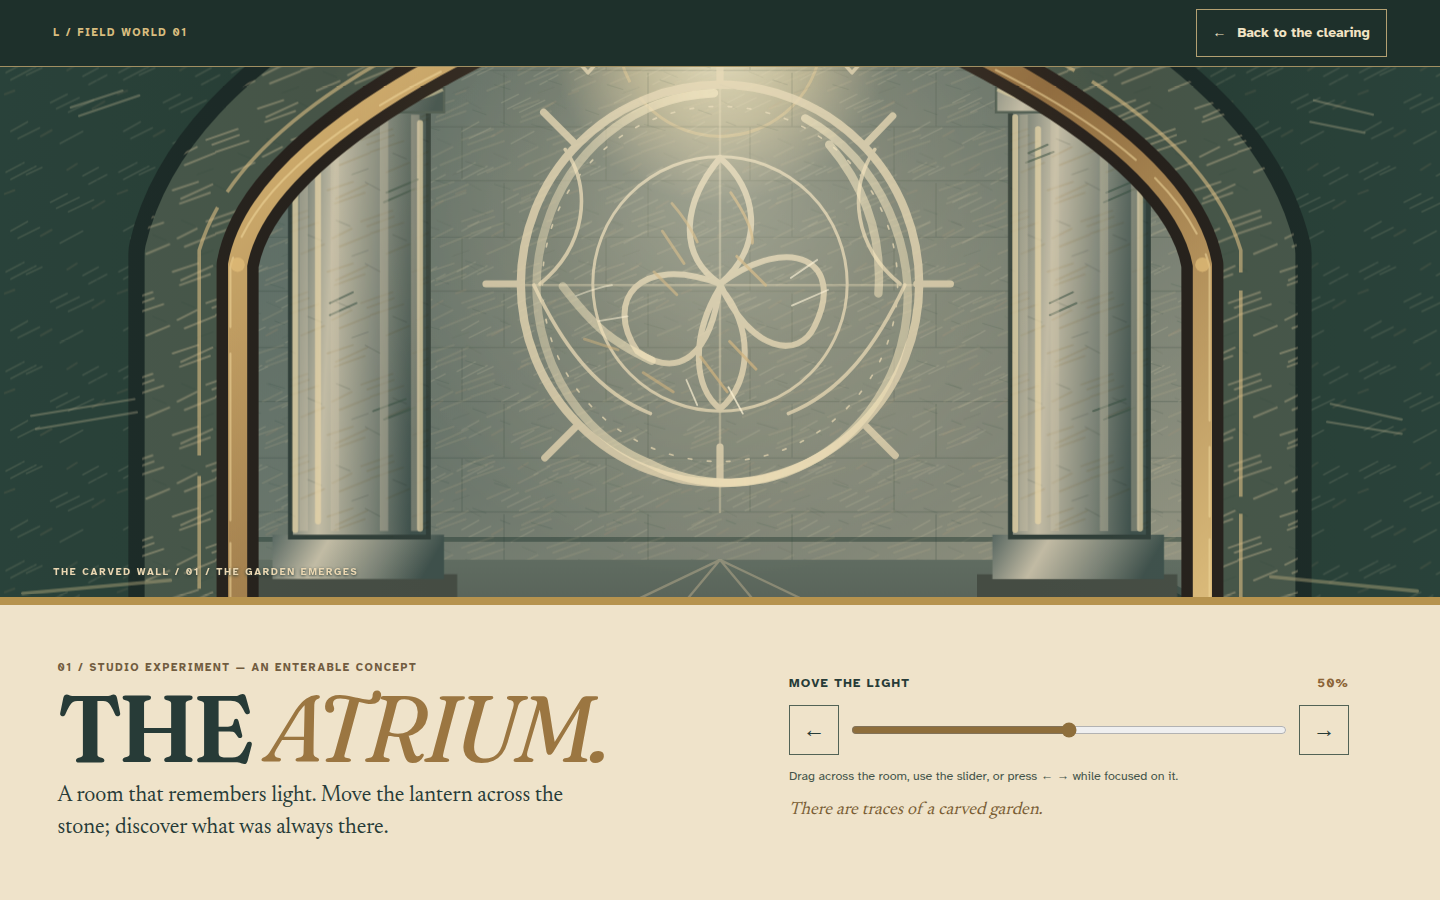 L / FIELD WORLD 01
← Back to the clearing
THE CARVED WALL / 01 / THE GARDEN EMERGES
01 / STUDIO EXPERIMENT — AN ENTERABLE CONCEPT
THE ATRIUM.
A room that remembers light. Move the lantern across the
stone; discover what was always there.
MOVE THE LIGHT
50%
← →
Drag across the room, use the slider, or press ← → while focused on it.
There are traces of a carved garden.